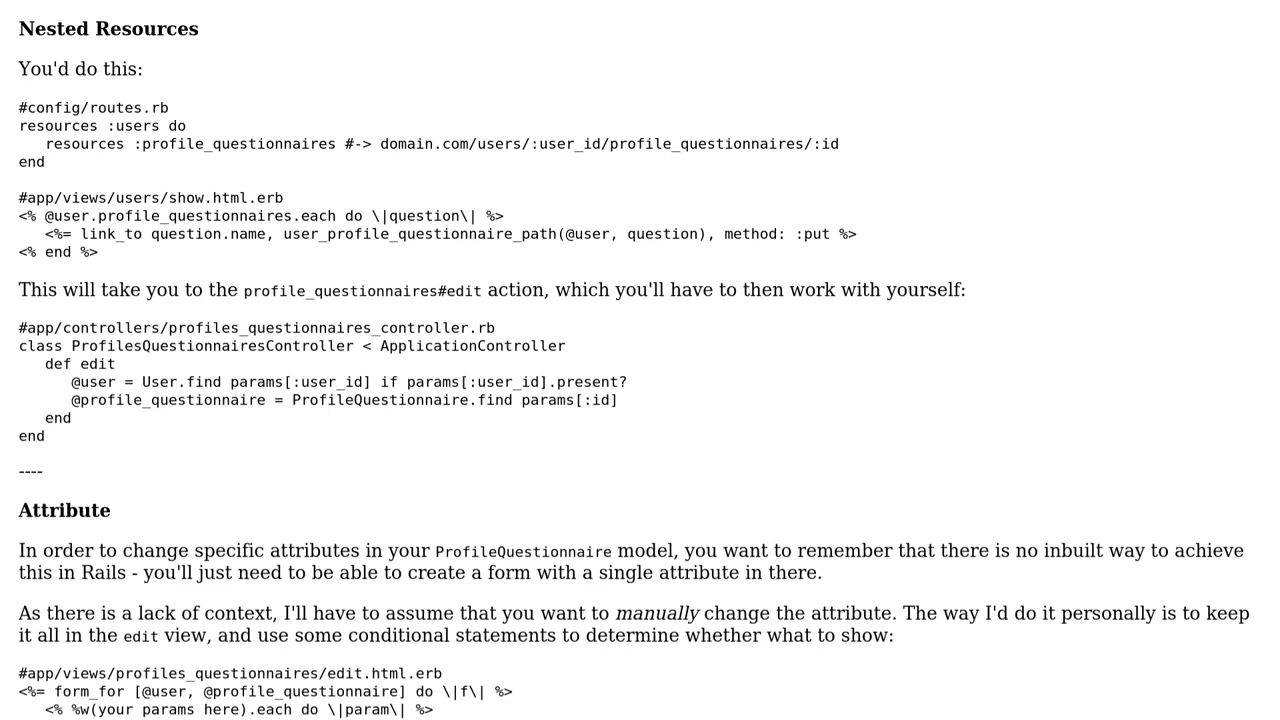 Nested Resources
You'd do this:
#config/routes.rb
resources :users do
   resources :profile_questionnaires #-> domain.com/users/:user_id/profile_questionnaires/:id
end
#app/views/users/show.html.erb
<% @user.profile_questionnaires.each do \|question\| %>
   <%= link_to question.name, user_profile_questionnaire_path(@user, question), method: :put %>
<% end %>
This will take you to the profile_questionnaires#edit action, which you'll have to then work with yourself:
#app/controllers/profiles_questionnaires_controller.rb
class ProfilesQuestionnairesController < ApplicationController
   def edit
      @user = User.find params[:user_id] if params[:user_id].present?
      @profile_questionnaire = ProfileQuestionnaire.find params[:id]
   end
end
----
Attribute
In order to change specific attributes in your ProfileQuestionnaire model, you want to remember that there is no inbuilt way to achieve
this in Rails - you'll just need to be able to create a form with a single attribute in there.
As there is a lack of context, I'll have to assume that you want to manually change the attribute. The way I'd do it personally is to keep
it all in the edit view, and use some conditional statements to determine whether what to show:
#app/views/profiles_questionnaires/edit.html.erb
<%= form_for [@user, @profile_questionnaire] do \|f\| %>
   <% %w(your params here).each do \|param\| %>